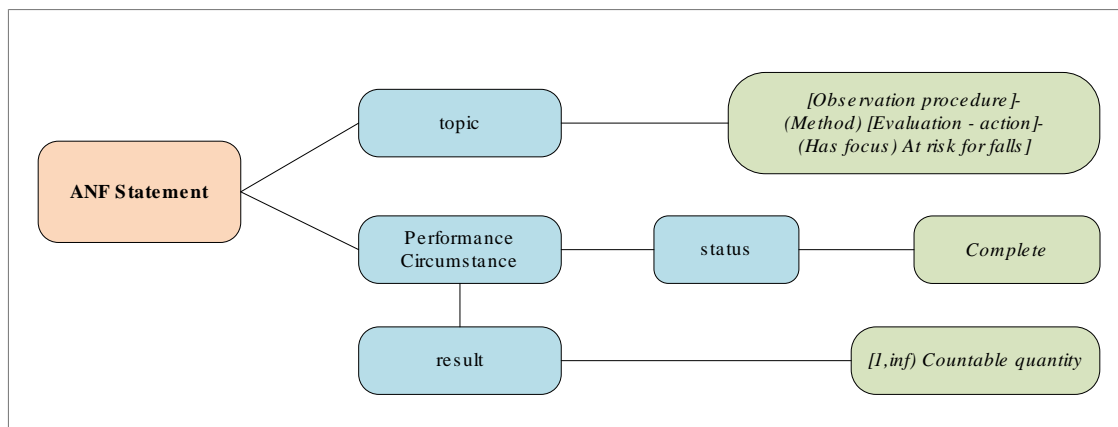 ANF Statement
topic
[Observation procedure]-
(Method) [Evaluation - action]-
(Has focus) At risk for falls]
Performance
Circumstance
status
Complete
result
[1,inf) Countable quantity